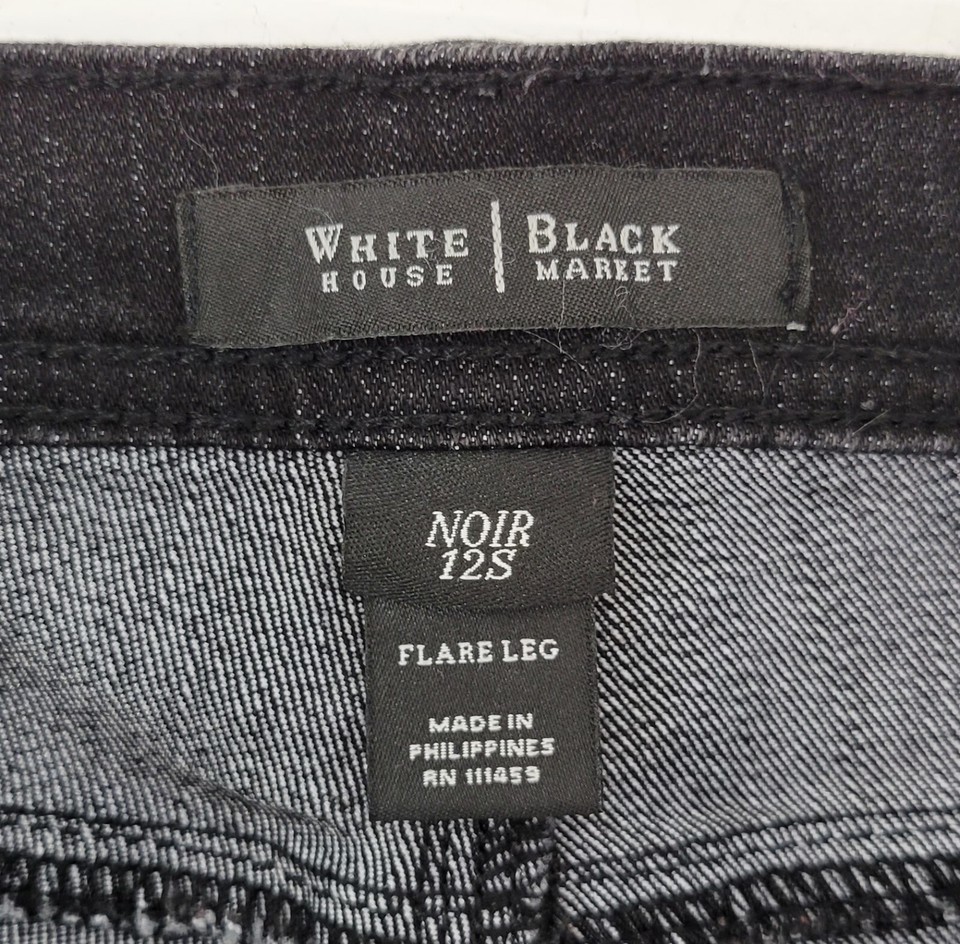 WHITE | BLACK
HOUSE | MARKET
NOIR
12S
FLARE LEG
MADE IN
PHILIPPINES
RN 111459